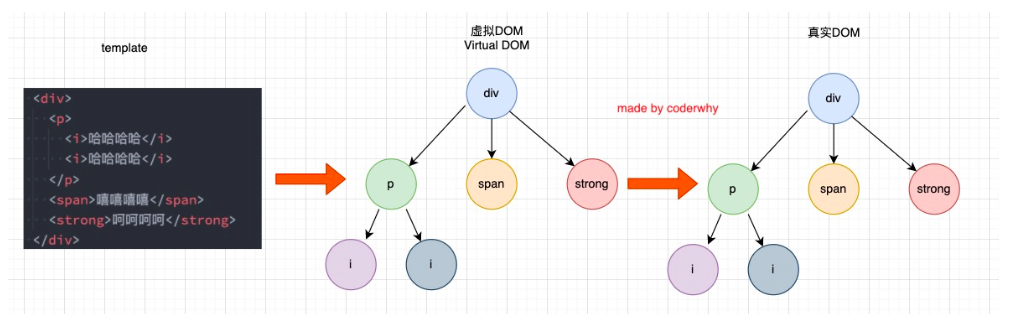 template
<div>
<p>
<i>哈哈哈哈</i>
<i>哈哈哈哈</i>
</p>
<span>嘻嘻嘻嘻</span>
<strong>呵呵呵呵</strong>
</div>
虚拟DOM
Virtual DOM
div
p
span
strong
i
i
made by coderwhy
真实DOM
div
p
span
strong
i
i